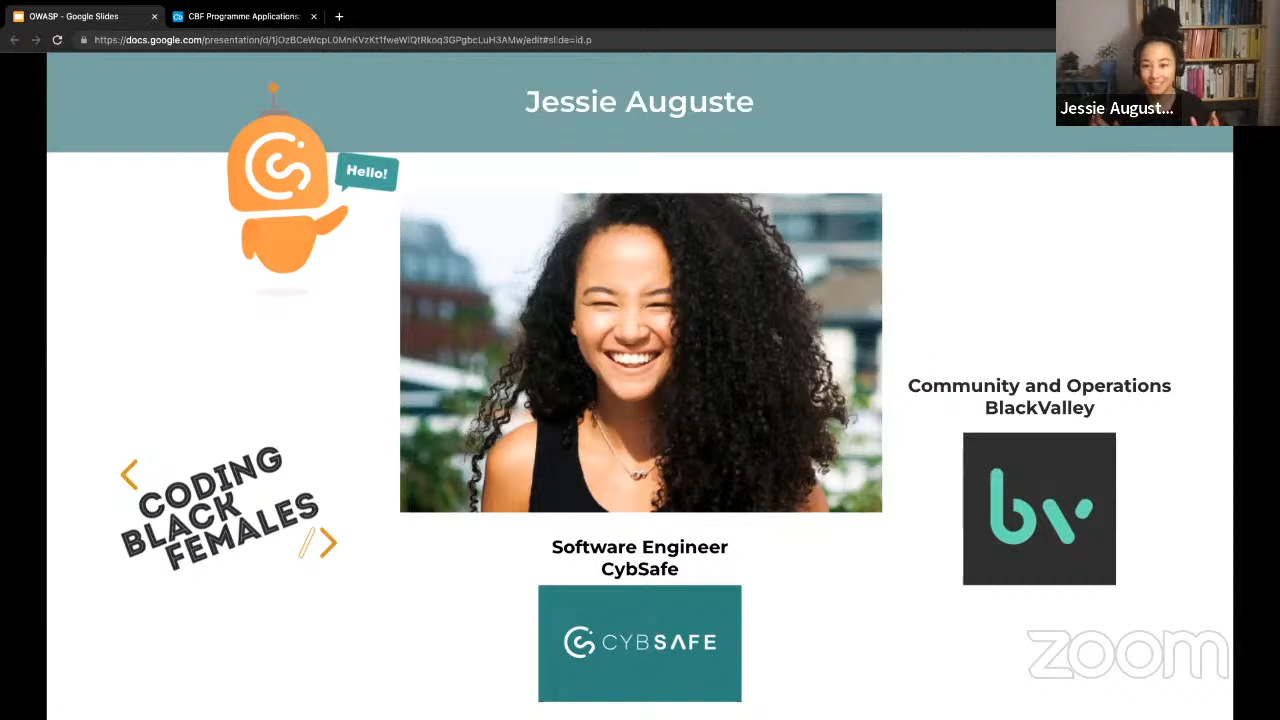 OWASP - Google Slides
CBF Programme Applications:
https://docs.google.com/presentation/d/1jOzBCeWcpL0MnKVzKt1fweWIQtRkoq3GPgbcLuH3AMw/edit#slide=id.p
Jessie Auguste
Jessie August...
Hello!
Community and Operations
BlackValley
bv
<CODING
BLACK
FEMALES/>
Software Engineer
CybSafe
CYBSAFE
zoom